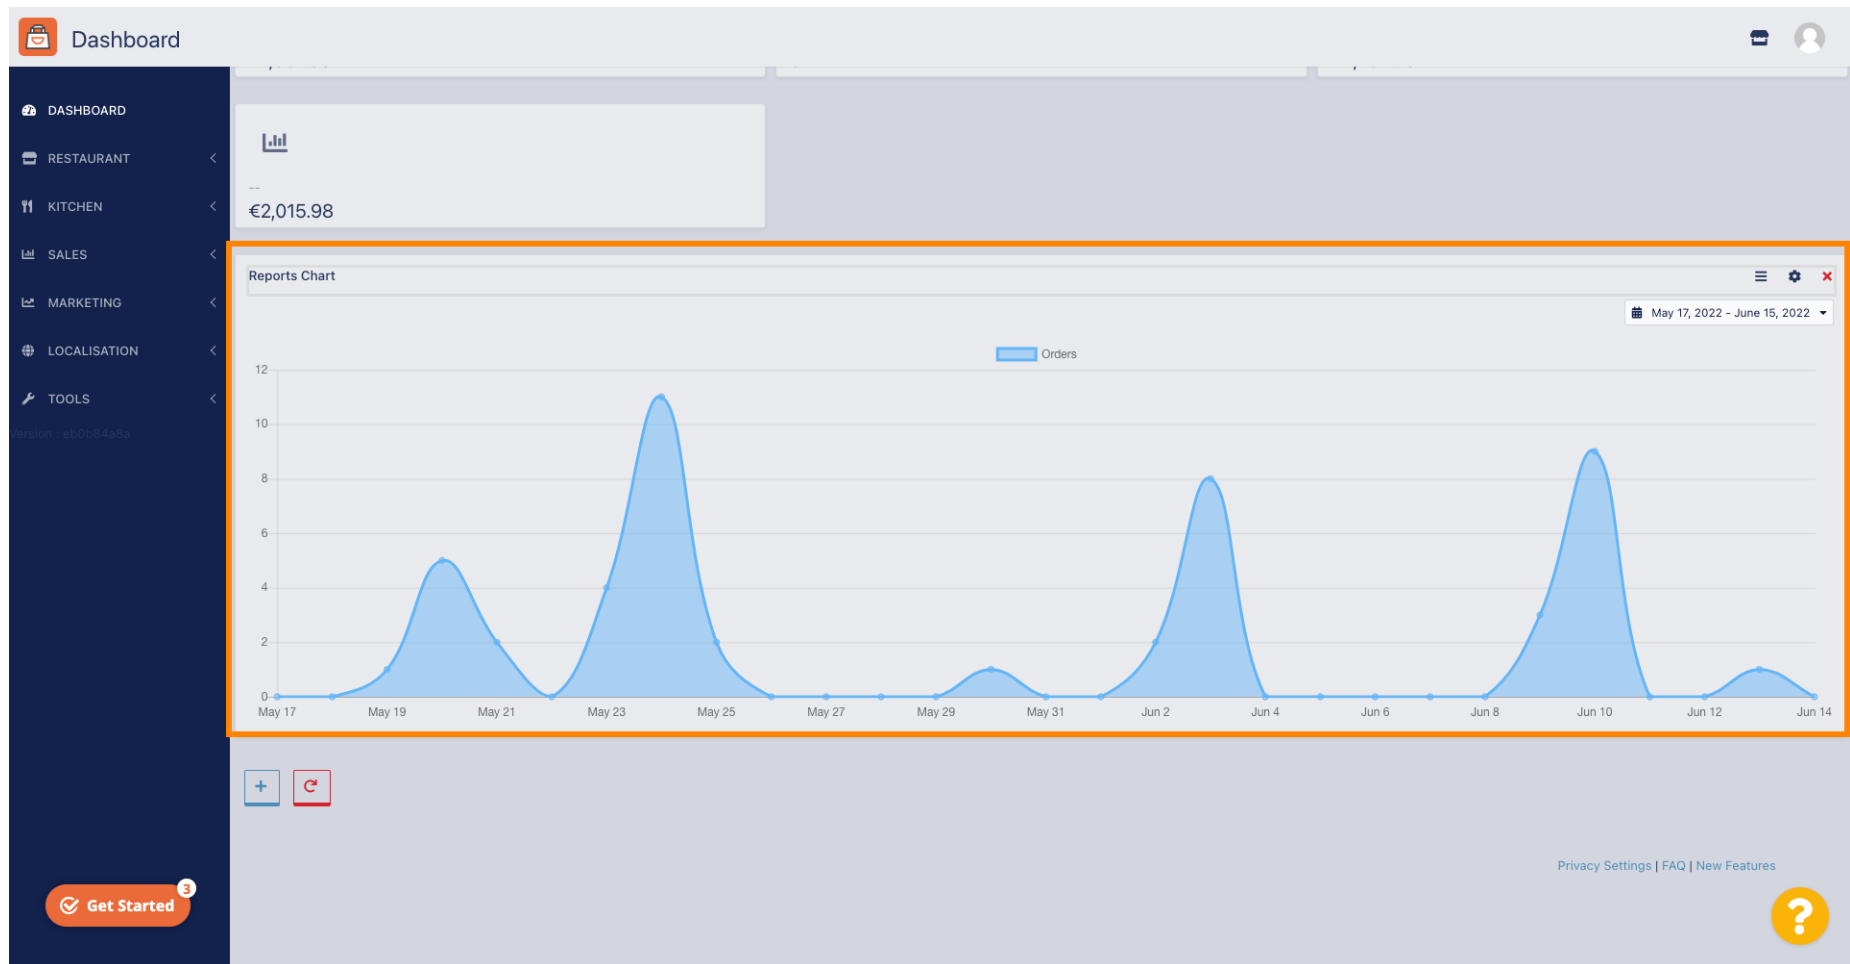 Dashboard
DASHBOARD
RESTAURANT
KITCHEN
SALES
MARKETING
LOCALISATION
TOOLS
Version : eb0b84a8a
3
Get Started
--
€2,015.98
Reports Chart
May 17, 2022 - June 15, 2022
Orders
12
10
8
6
4
2
0
May 17 May 19 May 21 May 23 May 25 May 27 May 29 May 31 Jun 2 Jun 4 Jun 6 Jun 8 Jun 10 Jun 12 Jun 14
+
Privacy Settings | FAQ | New Features
?